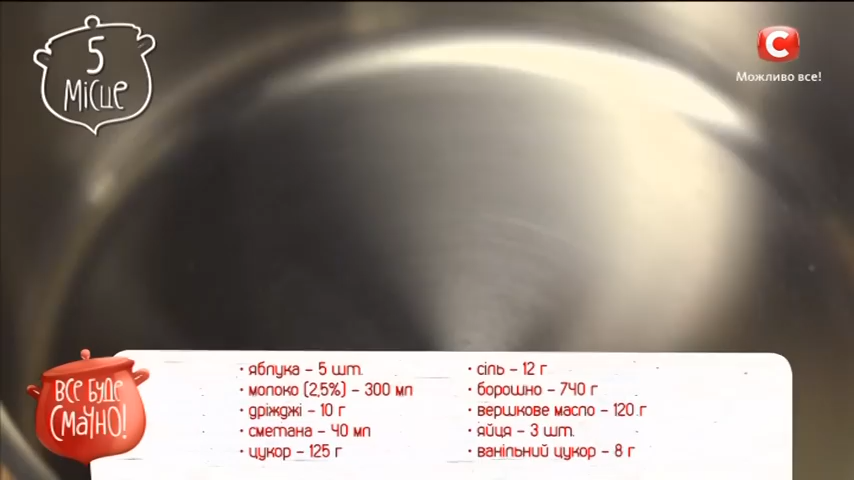 5
місце
С
Можливо все!
• яблука – 5 шт.
• молоко (2,5%) – 300 мл
• дріжджі – 10 г
• сметана – 40 мл
• цукор – 125 г
• сіль – 12 г
• борошно – 740 г
• вершкове масло – 120 г
• яйця – 3 шт.
• ванільний цукор – 8 г
ВСЕ БУДЕ
СМАЧНО!